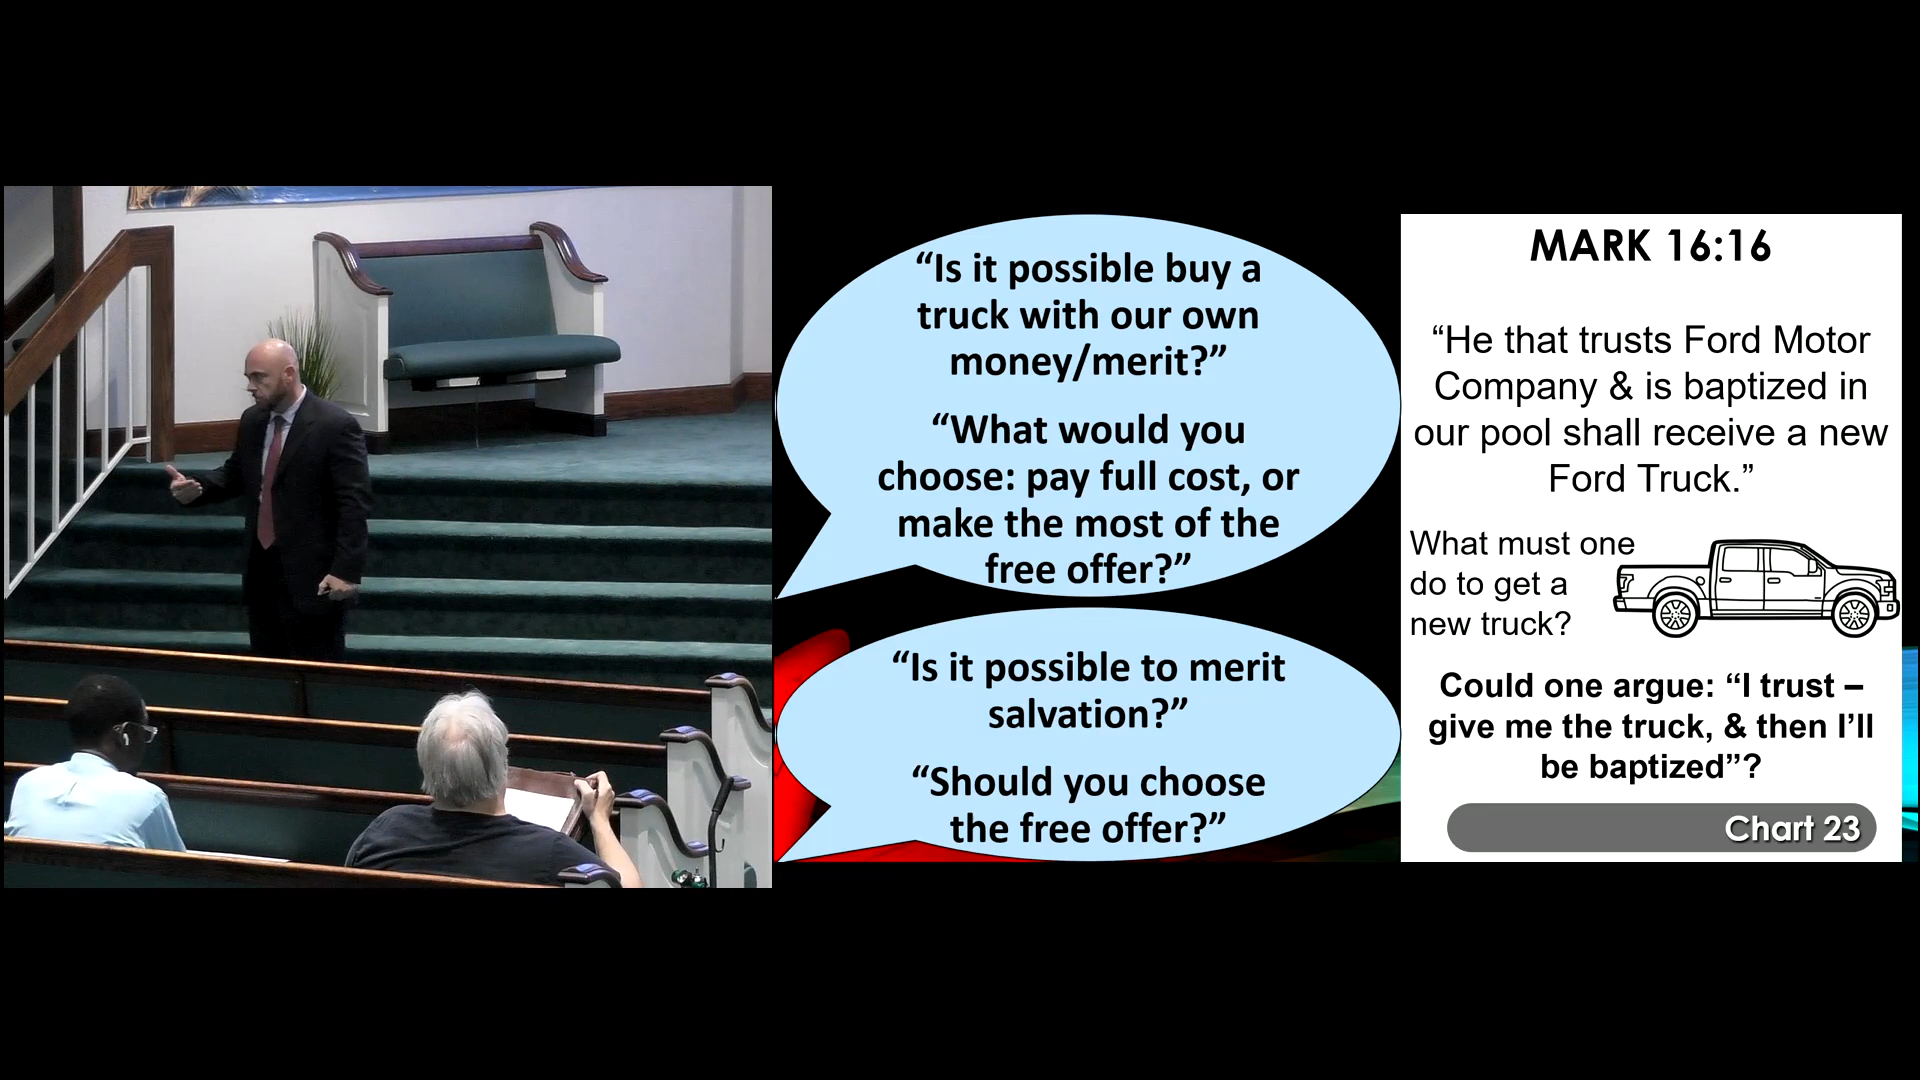 “Is it possible buy a
truck with our own
money/merit?”
“What would you
choose: pay full cost, or
make the most of the
free offer?”
“Is it possible to merit
salvation?”
“Should you choose
the free offer?”
MARK 16:16
“He that trusts Ford Motor
Company & is baptized in
our pool shall receive a new
Ford Truck.”
What must one
do to get a
new truck?
Could one argue: “I trust –
give me the truck, & then I’ll
be baptized”?
Chart 23